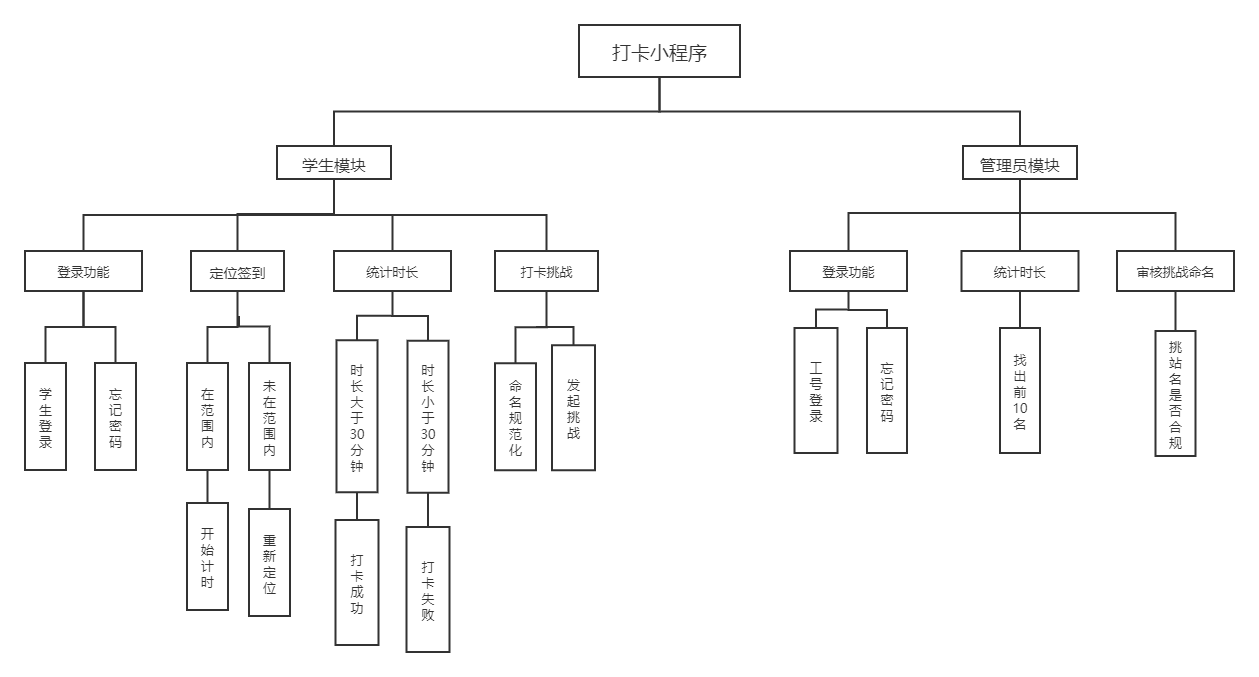 打卡小程序
学生模块
管理员模块
登录功能
定位签到
统计时长
打卡挑战
登录功能
统计时长
审核挑战命名
学生登录
忘记密码
在范围内
未在范围内
时长大于30分钟
时长小于30分钟
命名规范化
发起挑战
工号登录
忘记密码
找出前10名
挑站名是否合规
开始计时
重新定位
打卡成功
打卡失败